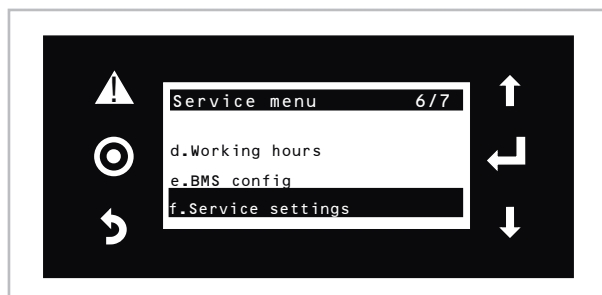 Service menu 6/7
d.Working hours
e.BMS config
f.Service settings